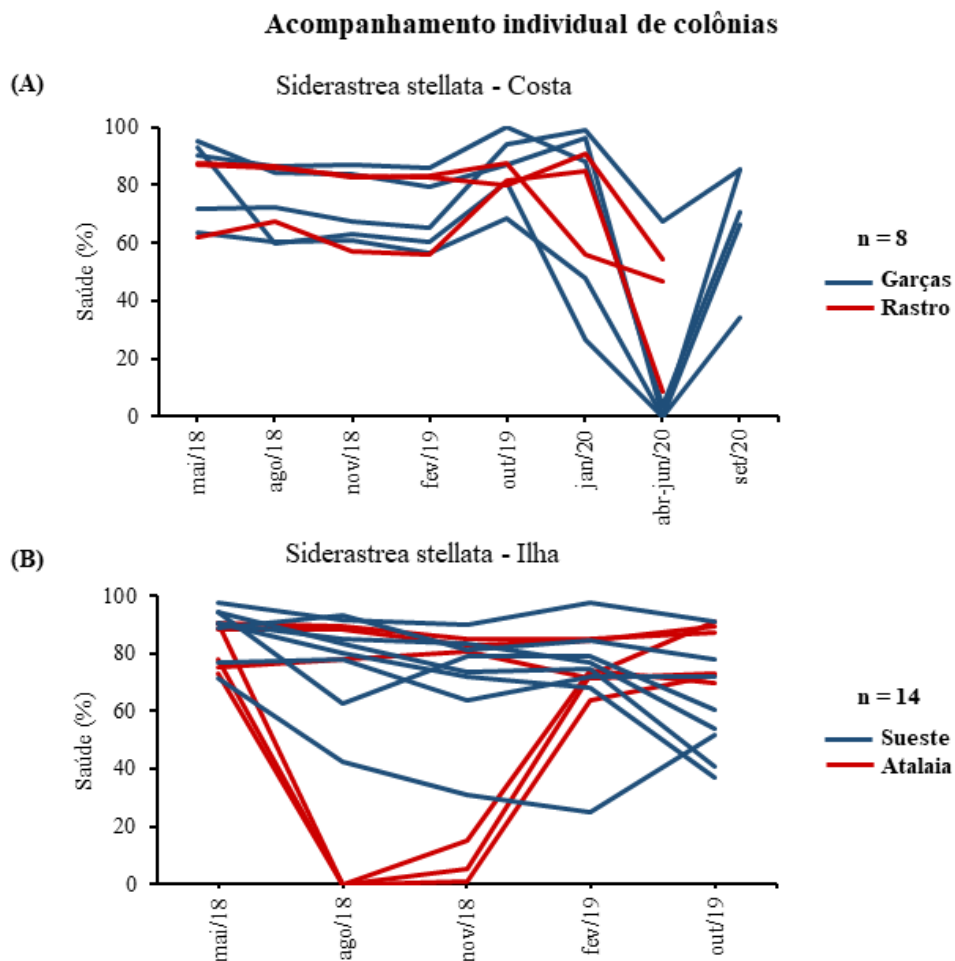 Acompanhamento individual de colônias
(A)
Siderastrea stellata - Costa
Saúde (%)
100
80
60
40
20
0
mai/18
ago/18
nov/18
fev/19
out/19
jan/20
abr-jun/20
set/20
n = 8
Garças
Rastro
(B)
Siderastrea stellata - Ilha
Saúde (%)
100
80
60
40
20
0
mai/18
ago/18
nov/18
fev/19
out/19
n = 14
Sueste
Atalaia